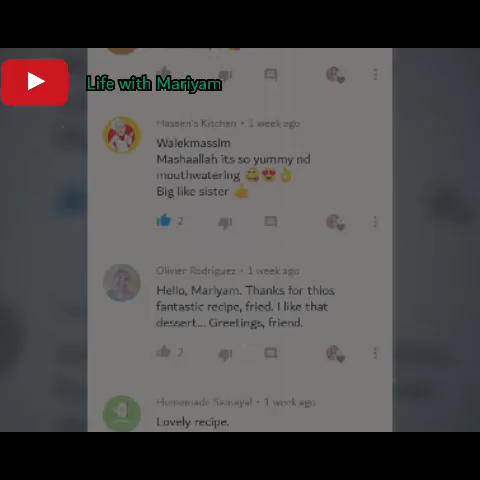 Life with Mariyam
Haseen's Kitchen • 1 week ago
Walekmasslm
Mashaallah its so yummy nd
mouthwatering 😋😍👌
Big like sister 👍
2
Olivier Rodriguez • 1 week ago
Hello, Mariyam. Thanks for thios
fantastic recipe, fried. I like that
dessert... Greetings, friend.
2
Homemade Samayal • 1 week ago
Lovely recipe.